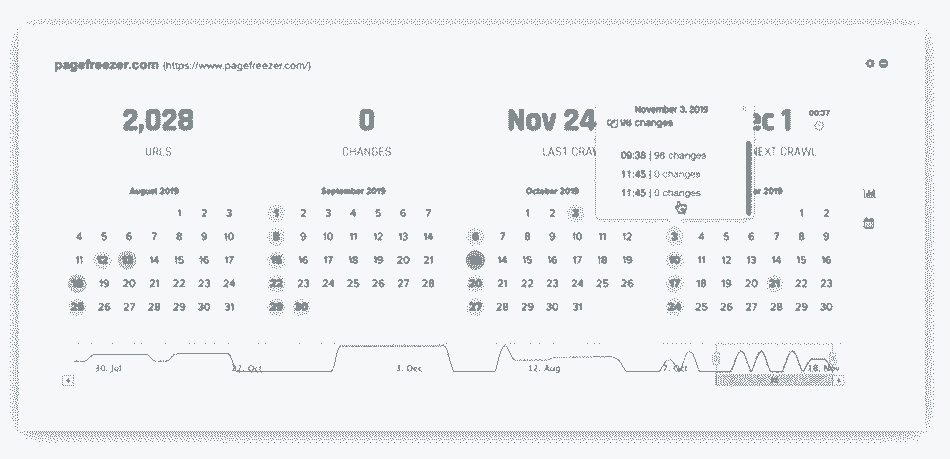 pagefreezer.com (https://www.pagefreezer.com/)
2,028
URLS
0
CHANGES
Nov 24
LAST CRAW
ec 1
00:37
NEXT CRAWL
November 3, 2019
96 changes
09:38 | 96 changes
11:45 | 0 changes
11:45 | 0 changes
August 2019
1 2 3
4 5 6 7 8 9 10
11 12 13 14 15 16 17
18 19 20 21 22 23 24
25 26 27 28 29 30 31
September 2019
1 2 3 4 5 6 7
8 9 10 11 12 13 14
15 16 17 18 19 20 21
22 23 24 25 26 27 28
29 30
October 2019
1 2 3
6 7 8 9 10 11 12
14 15 16 17 18 19
20 21 22 23 24 25 26
27 28 29 30 31
er 2019
1 2
3 4 5 6 7 8 9
10 11 12 13 14 15 16
17 18 19 20 21 22 23
24 25 26 27 28 29 30
30. Jul
22. Oct
3. Dec
12. Aug
7. Oct
18. Nov